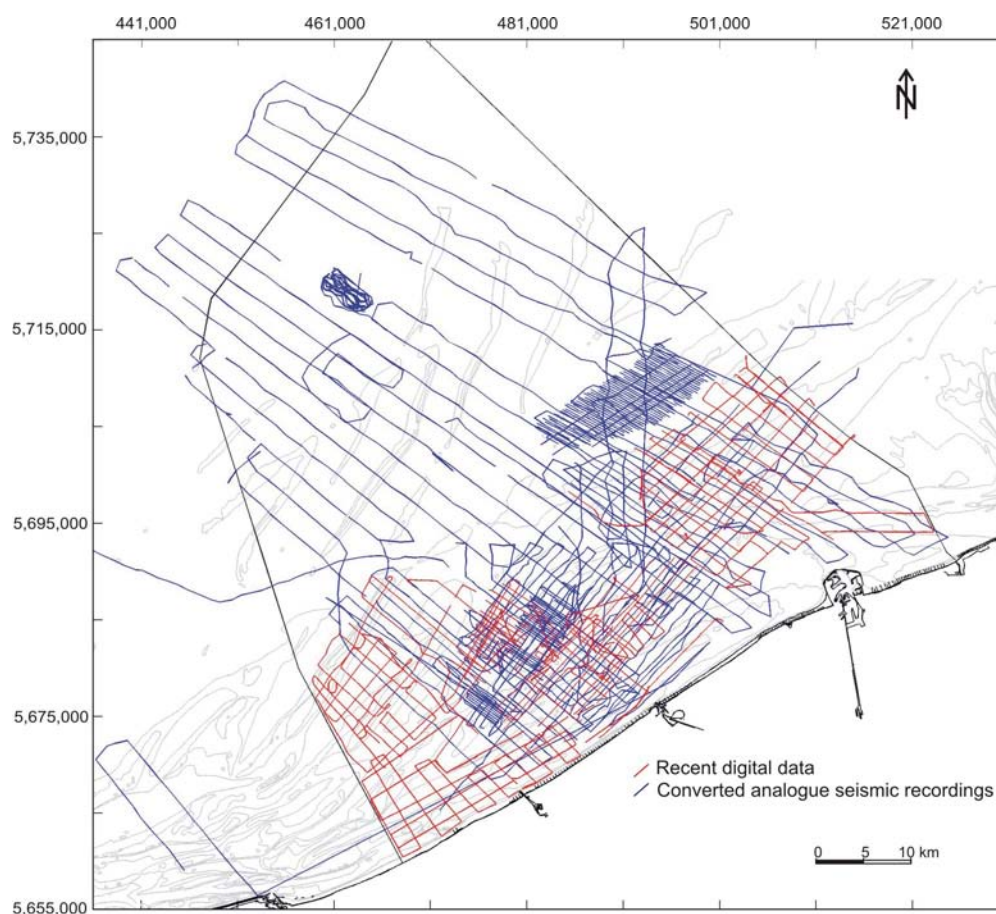 441,000 461,000 481,000 501,000 521,000
N
5,735,000
5,715,000
5,695,000
5,675,000
5,655,000
Recent digital data
Converted analogue seismic recordings
0 5 10 km